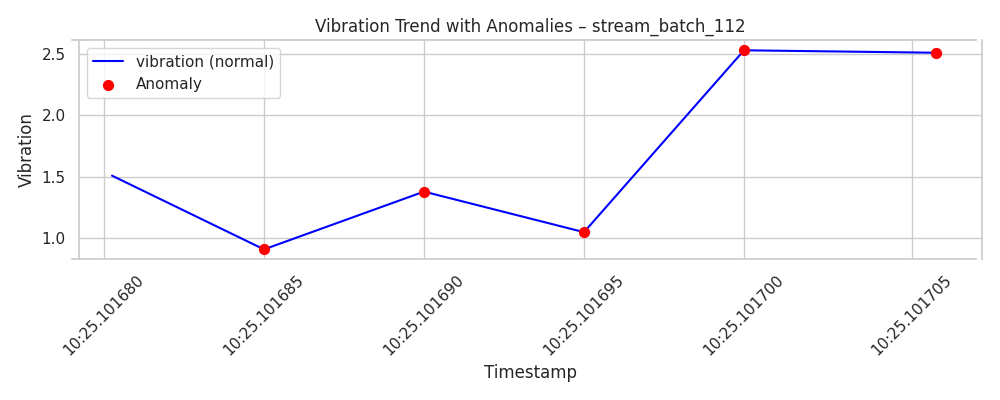 Vibration Trend with Anomalies – stream_batch_112
vibration (normal)
Anomaly
Vibration
2.5
2.0
1.5
1.0
10:25.101680
10:25.101685
10:25.101690
10:25.101695
10:25.101700
10:25.101705
Timestamp